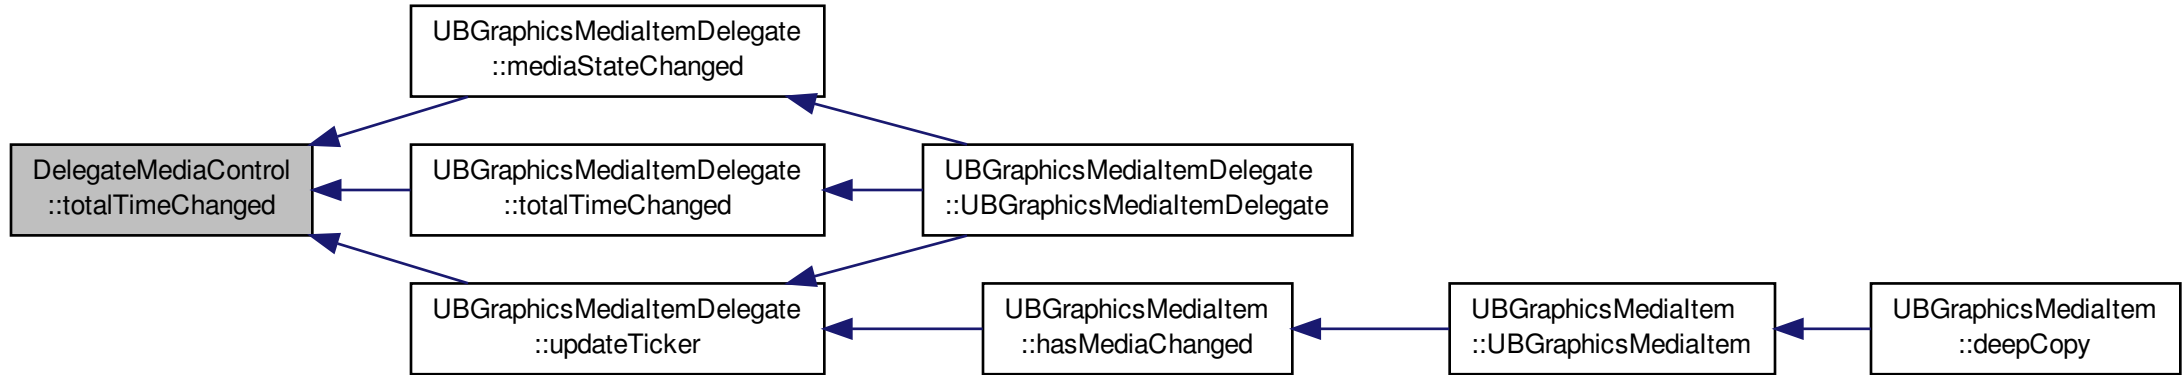 UBGraphicsMediaItemDelegate
::mediaStateChanged
DelegateMediaControl
::totalTimeChanged
UBGraphicsMediaItemDelegate
::totalTimeChanged
UBGraphicsMediaItemDelegate
::UBGraphicsMediaItemDelegate
UBGraphicsMediaItemDelegate
::updateTicker
UBGraphicsMediaItem
::hasMediaChanged
UBGraphicsMediaItem
::UBGraphicsMediaItem
UBGraphicsMediaItem
::deepCopy